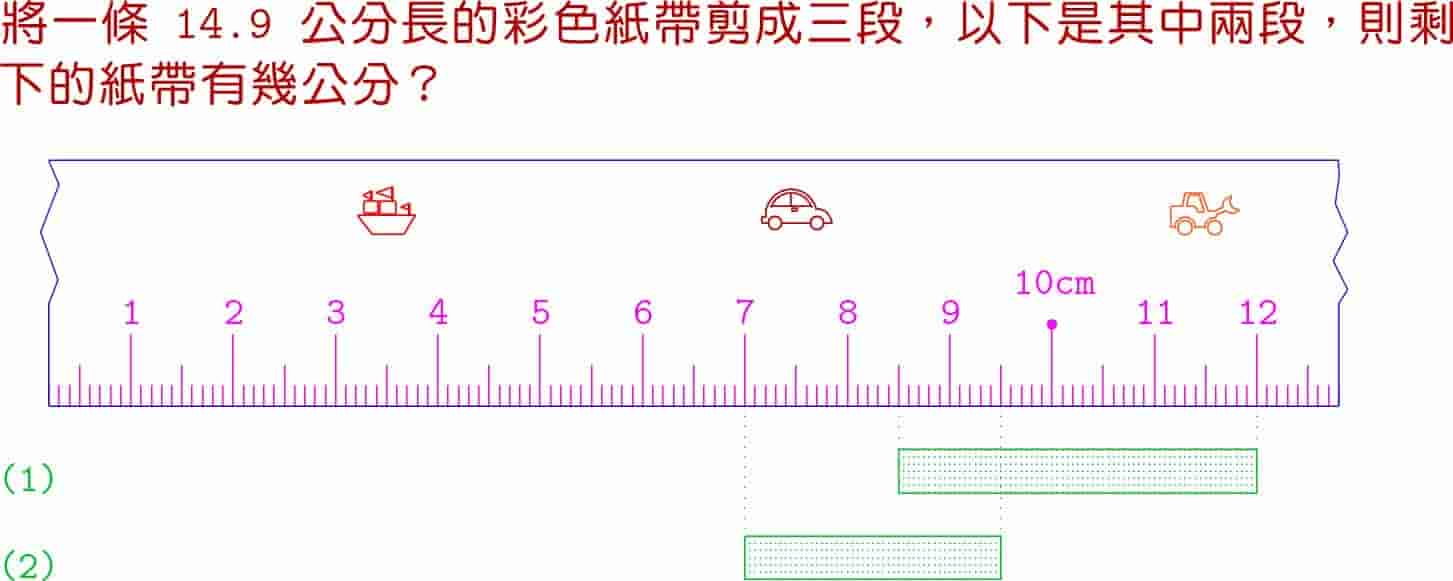 將一條 14.9 公分長的彩色紙帶剪成三段，以下是其中兩段，則剩
下的紙帶有幾公分？
10cm
1 2 3 4 5 6 7 8 9 11 12
(1)
(2)